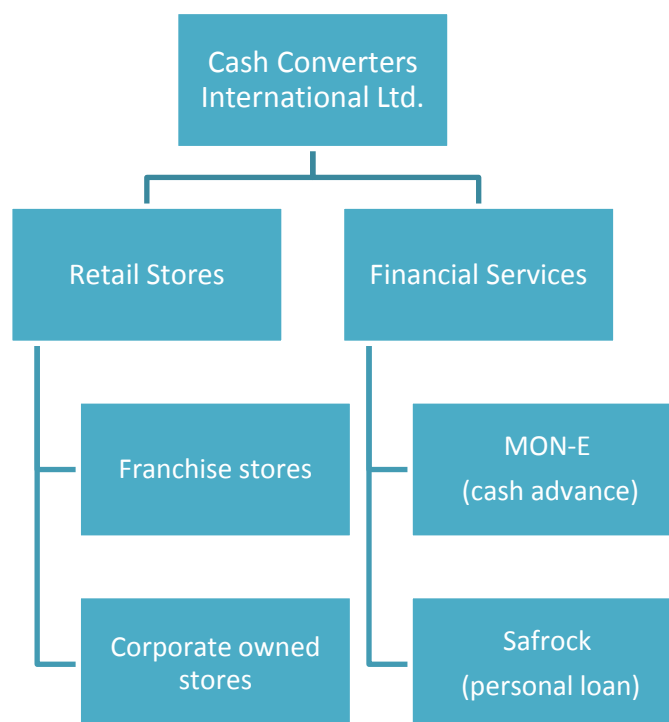 Cash Converters
International Ltd.
Retail Stores
Financial Services
Franchise stores
MON-E
(cash advance)
Corporate owned
stores
Safrock
(personal loan)